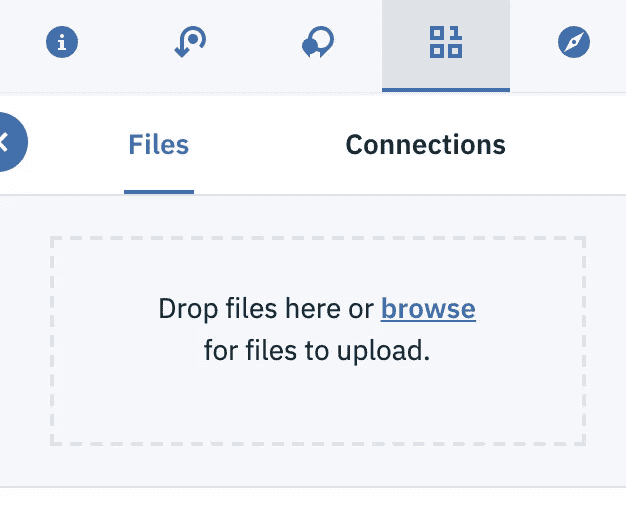 Files
Connections
Drop files here or browse
for files to upload.